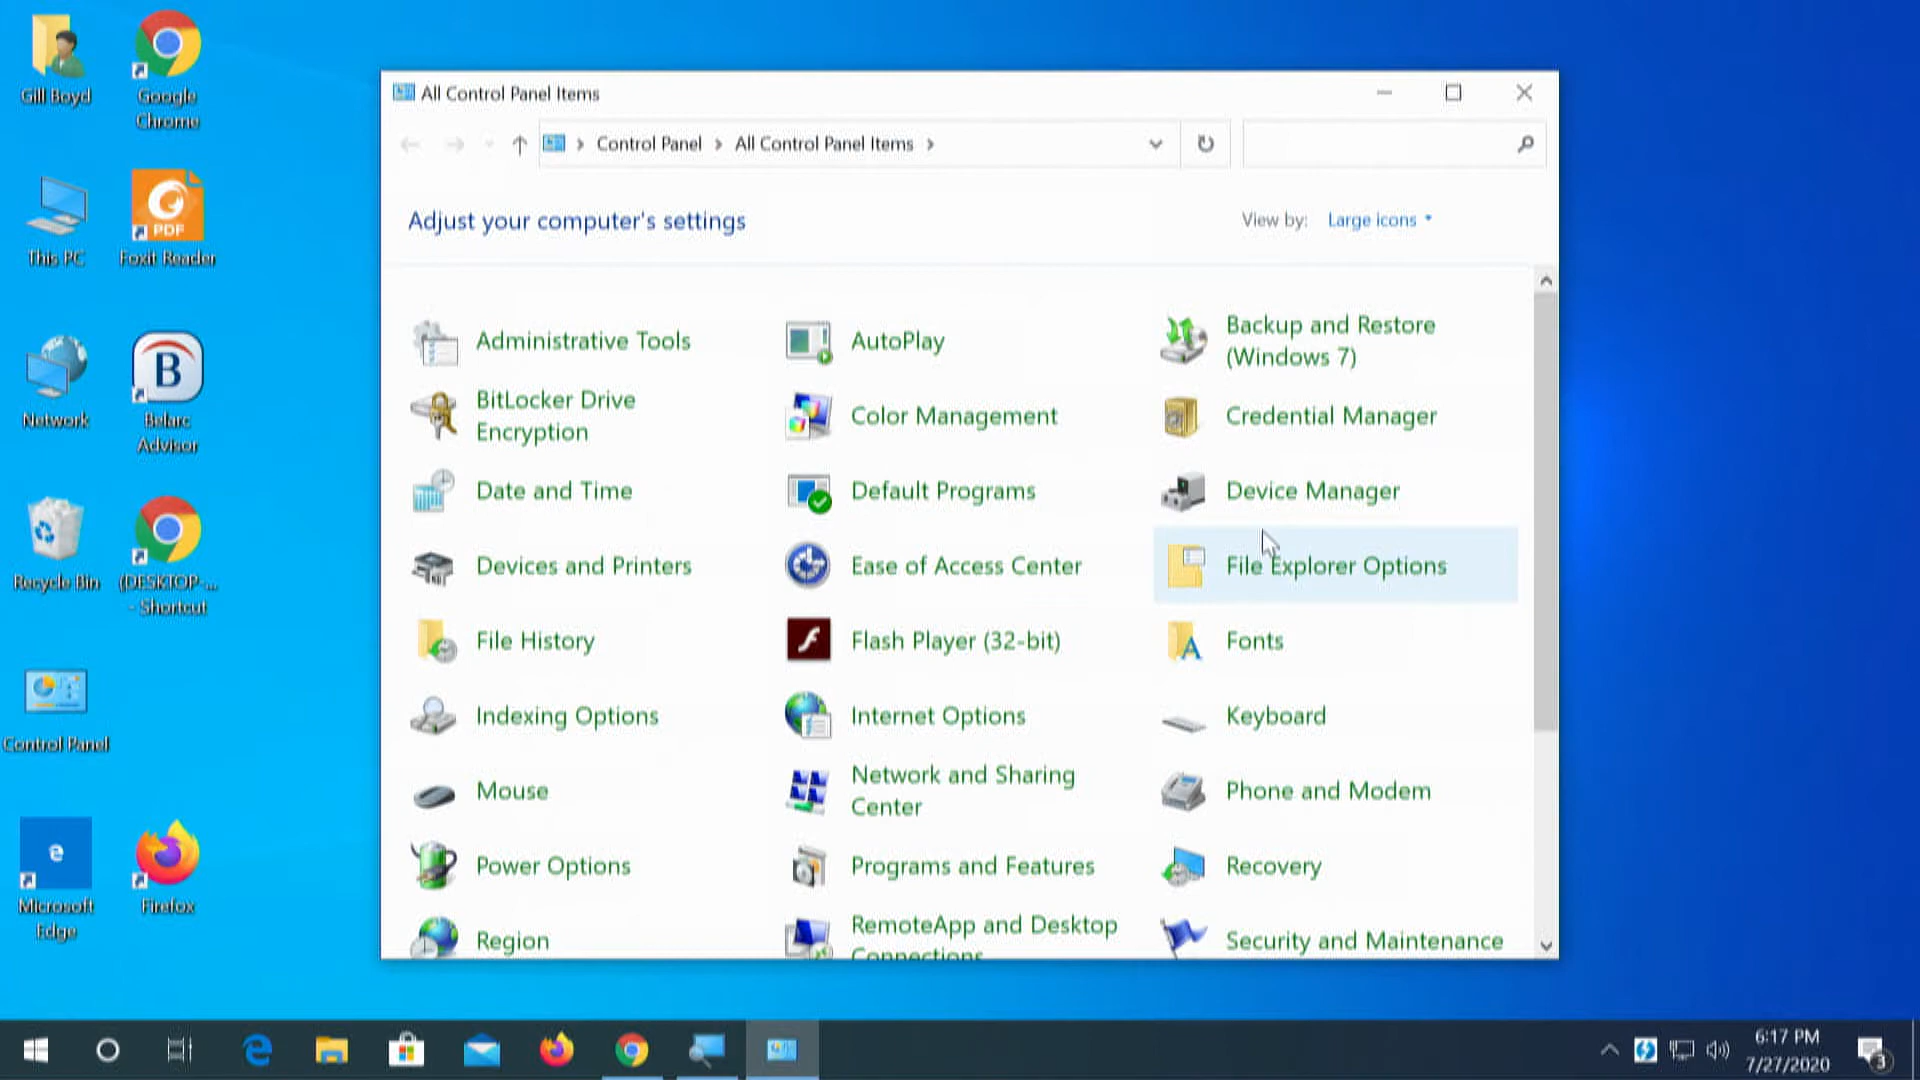 Gill Boyd
Google
Chrome
This PC
PDF
Foxit Reader
Network
B
Belarc
Advisor
Recycle Bin
(DESKTOP-...
- Shortcut
Control Panel
Microsoft
Edge
Firefox
All Control Panel Items
Control Panel
All Control Panel Items
Adjust your computer's settings
View by:
Large icons
Administrative Tools
AutoPlay
Backup and Restore
(Windows 7)
BitLocker Drive
Encryption
Color Management
Credential Manager
Date and Time
Default Programs
Device Manager
Devices and Printers
Ease of Access Center
File Explorer Options
File History
Flash Player (32-bit)
Fonts
Indexing Options
Internet Options
Keyboard
Mouse
Network and Sharing
Center
Phone and Modem
Power Options
Programs and Features
Recovery
Region
RemoteApp and Desktop
Connections
Security and Maintenance
6:17 PM
7/27/2020
3